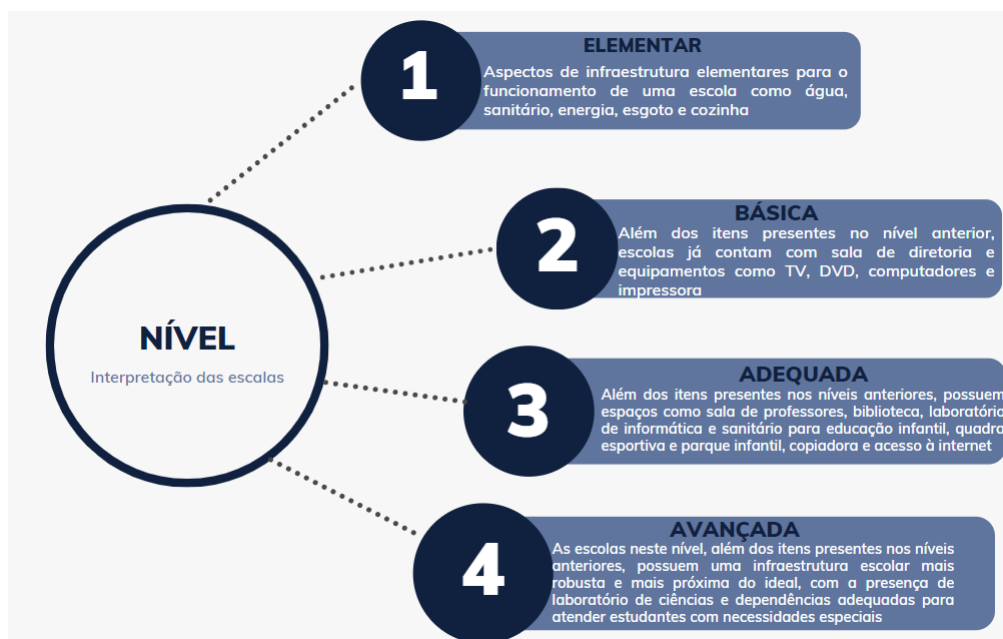 1
ELEMENTAR
Aspectos de infraestrutura elementares para o
funcionamento de uma escola como água,
sanitário, energia, esgoto e cozinha
2
BÁSICA
Além dos itens presentes no nível anterior,
escolas já contam com sala de diretoria e
equipamentos como TV, DVD, computadores e
impressora
NÍVEL
Interpretação das escalas
3
ADEQUADA
Além dos itens presentes nos níveis anteriores, possuem
espaços como sala de professores, biblioteca, laboratório
de informática e sanitário para educação infantil, quadra
esportiva e parque infantil, copiadora e acesso à internet
4
AVANÇADA
As escolas neste nível, além dos itens presentes nos níveis
anteriores, possuem uma infraestrutura escolar mais
robusta e mais próxima do ideal, com a presença de
laboratório de ciências e dependências adequadas para
atender estudantes com necessidades especiais